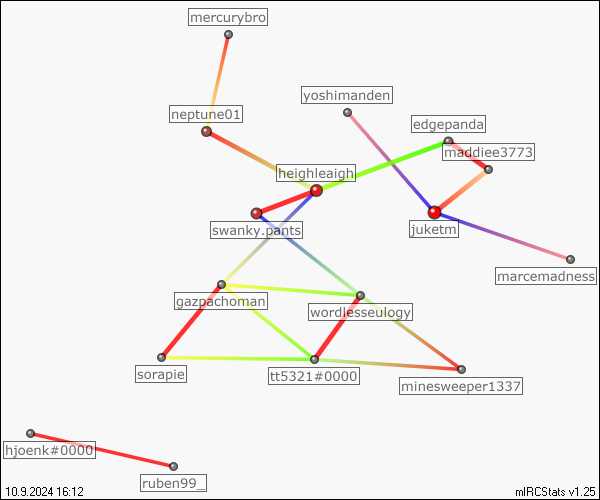 mercurybro
yoshimanden
neptune01
edgepanda
maddiee3773
heighleaigh
swanky.pants
juketm
marcemadness
gazpachoman
wordlesseulogy
sorapie
tt5321#0000
minesweeper1337
hjoenk#0000
ruben99_
10.9.2024 16:12
mIRCStats v1.25